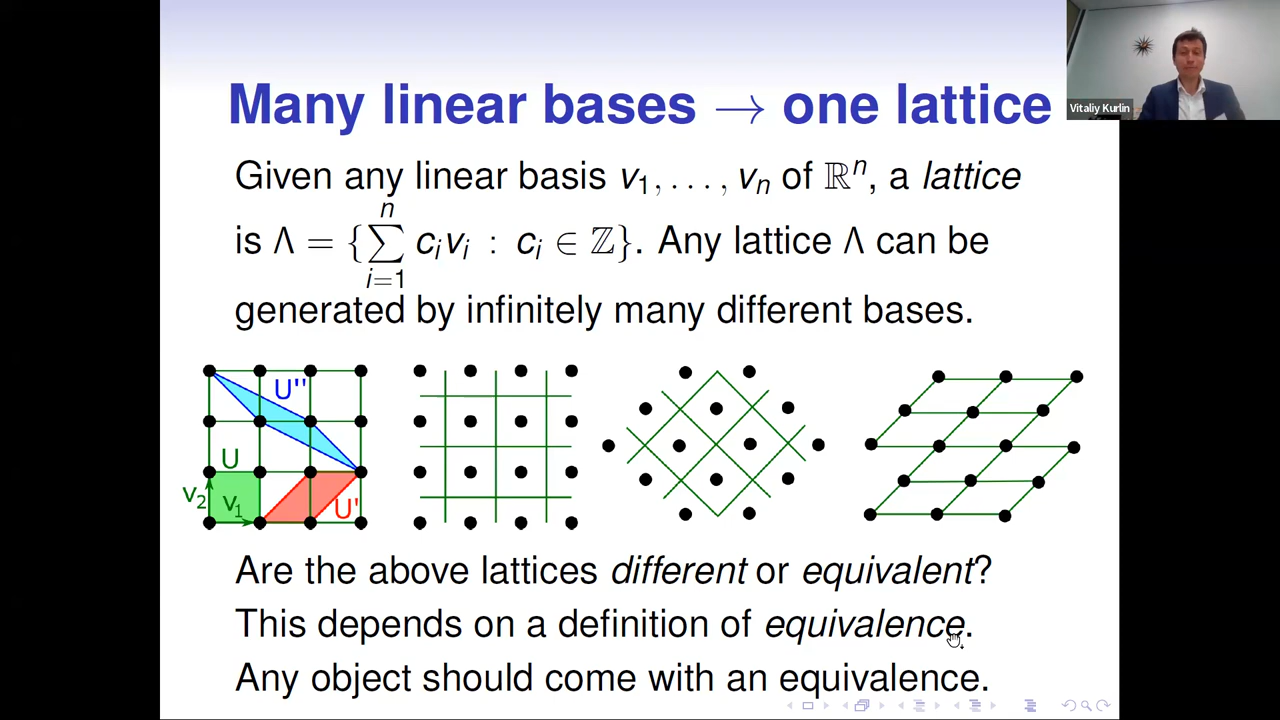 Many linear bases → one lattice
Vitaliy Kurlin
Given any linear basis v₁, . . . , vₙ of ℝⁿ, a lattice
is Λ = {∑ᵢ₌₁ⁿ cᵢvᵢ : cᵢ ∈ ℤ}. Any lattice Λ can be
generated by infinitely many different bases.
U''
U
v₂
v₁
U'
Are the above lattices different or equivalent?
This depends on a definition of equivalence.
Any object should come with an equivalence.